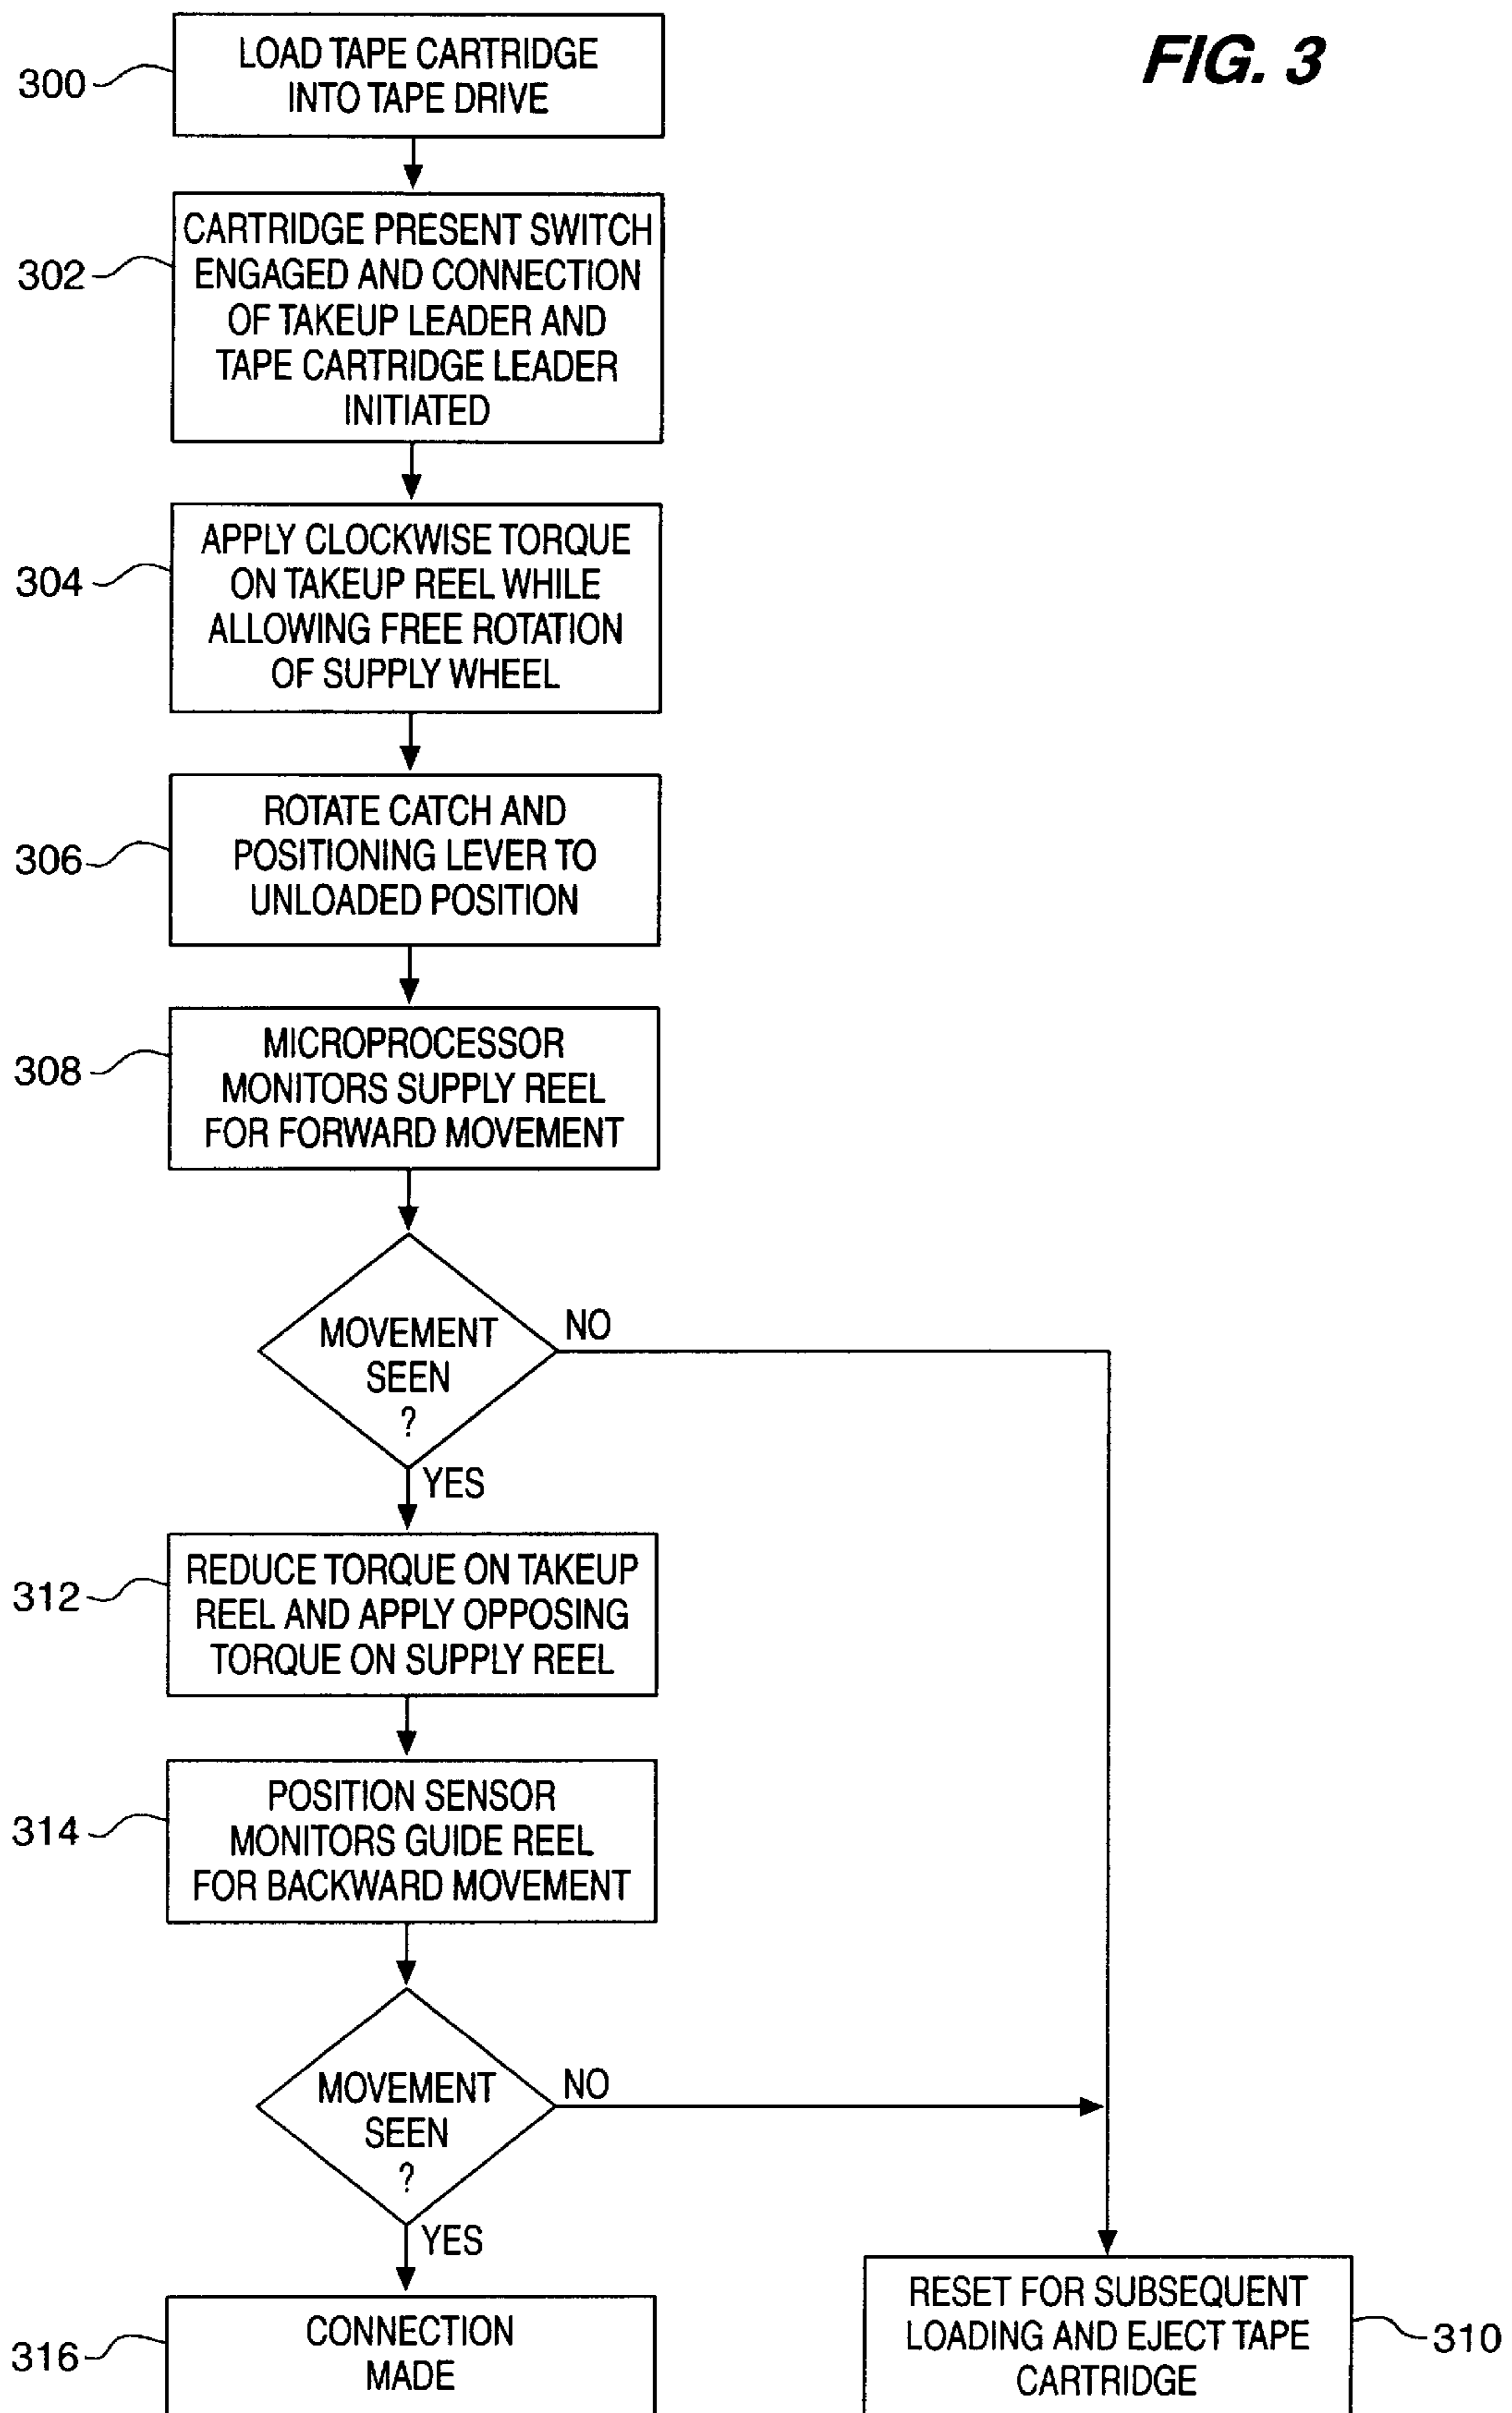 FIG. 3
300
LOAD TAPE CARTRIDGE
INTO TAPE DRIVE
302
CARTRIDGE PRESENT SWITCH
ENGAGED AND CONNECTION
OF TAKEUP LEADER AND
TAPE CARTRIDGE LEADER
INITIATED
304
APPLY CLOCKWISE TORQUE
ON TAKEUP REEL WHILE
ALLOWING FREE ROTATION
OF SUPPLY WHEEL
306
ROTATE CATCH AND
POSITIONING LEVER TO
UNLOADED POSITION
308
MICROPROCESSOR
MONITORS SUPPLY REEL
FOR FORWARD MOVEMENT
MOVEMENT
SEEN
?
NO
YES
312
REDUCE TORQUE ON TAKEUP
REEL AND APPLY OPPOSING
TORQUE ON SUPPLY REEL
314
POSITION SENSOR
MONITORS GUIDE REEL
FOR BACKWARD MOVEMENT
MOVEMENT
SEEN
?
NO
YES
316
CONNECTION
MADE
RESET FOR SUBSEQUENT
LOADING AND EJECT TAPE
CARTRIDGE
310